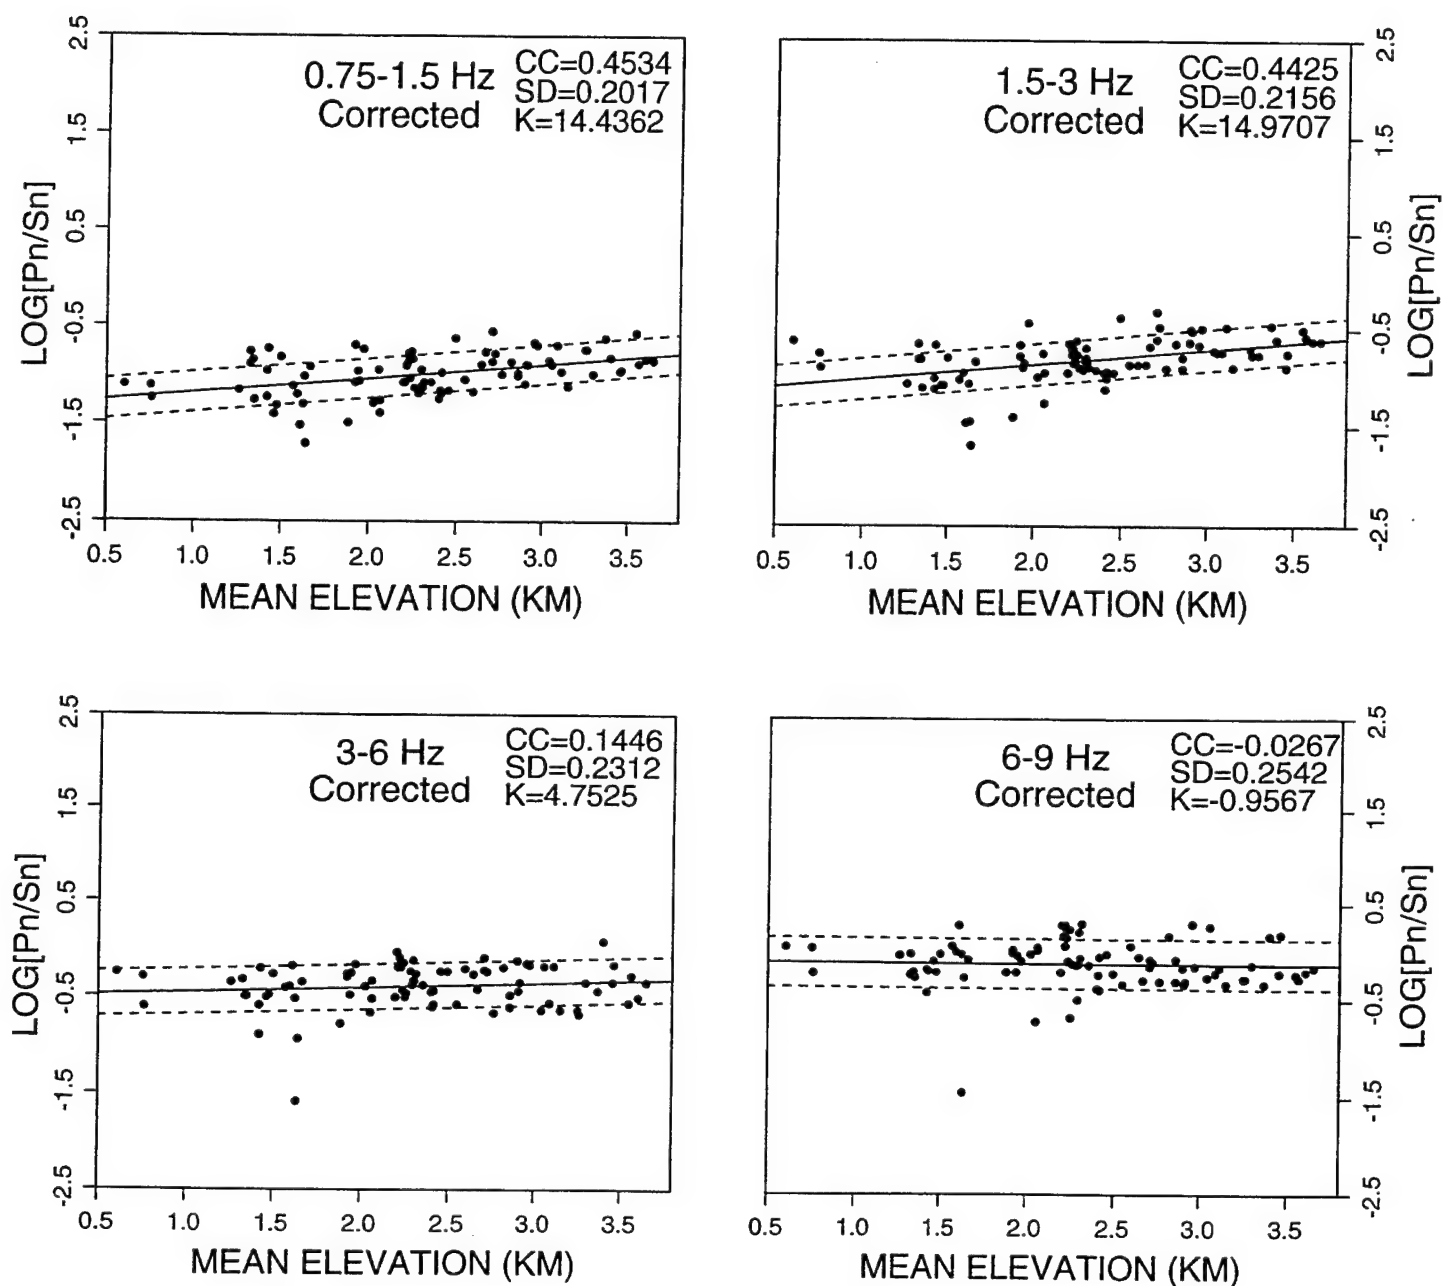 0.75-1.5 Hz
Corrected
CC=0.4534
SD=0.2017
K=14.4362
LOG[Pn/Sn]
2.5
1.5
0.5
-0.5
-1.5
-2.5
0.5 1.0 1.5 2.0 2.5 3.0 3.5
MEAN ELEVATION (KM)
1.5-3 Hz
Corrected
CC=0.4425
SD=0.2156
K=14.9707
2.5
1.5
0.5
-0.5
-1.5
-2.5
LOG[Pn/Sn]
0.5 1.0 1.5 2.0 2.5 3.0 3.5
MEAN ELEVATION (KM)
3-6 Hz
Corrected
CC=0.1446
SD=0.2312
K=4.7525
LOG[Pn/Sn]
2.5
1.5
0.5
-0.5
-1.5
-2.5
0.5 1.0 1.5 2.0 2.5 3.0 3.5
MEAN ELEVATION (KM)
6-9 Hz
Corrected
CC=-0.0267
SD=0.2542
K=-0.9567
2.5
1.5
0.5
-0.5
-1.5
-2.5
LOG[Pn/Sn]
0.5 1.0 1.5 2.0 2.5 3.0 3.5
MEAN ELEVATION (KM)